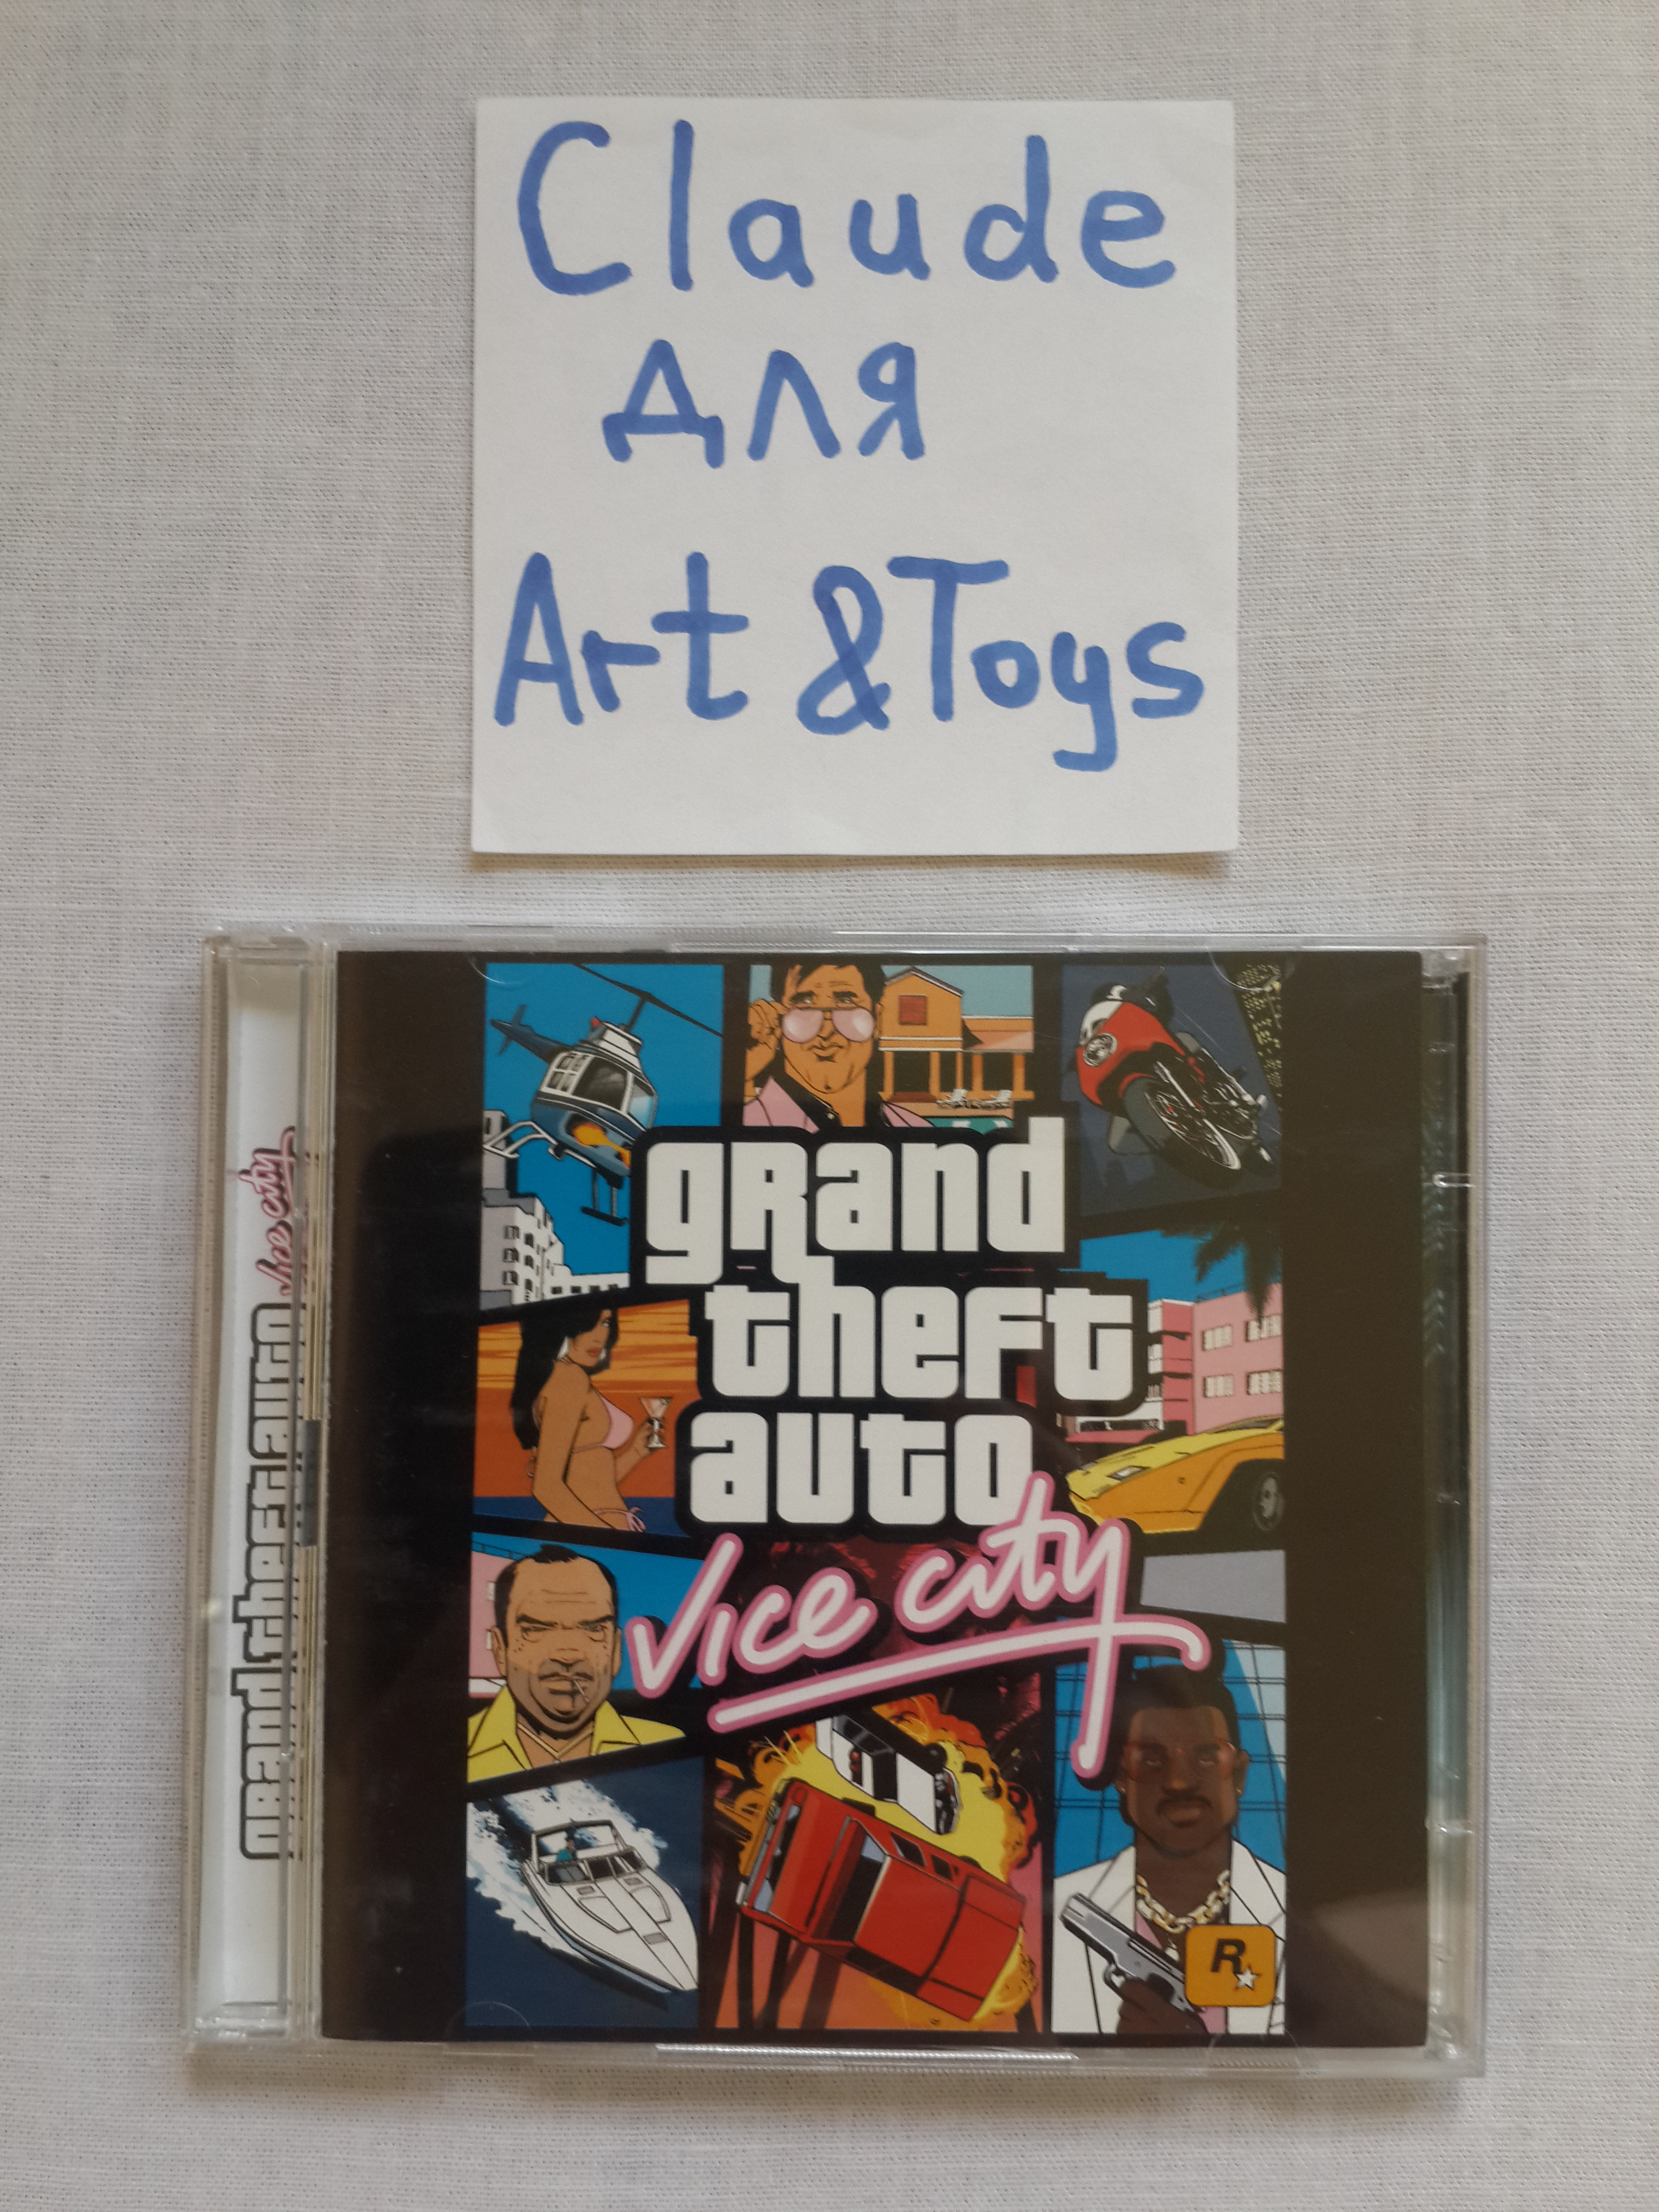 Claude
для
Art & Toys
grand
theft
auto
vice city
R
grand theft auto vice city